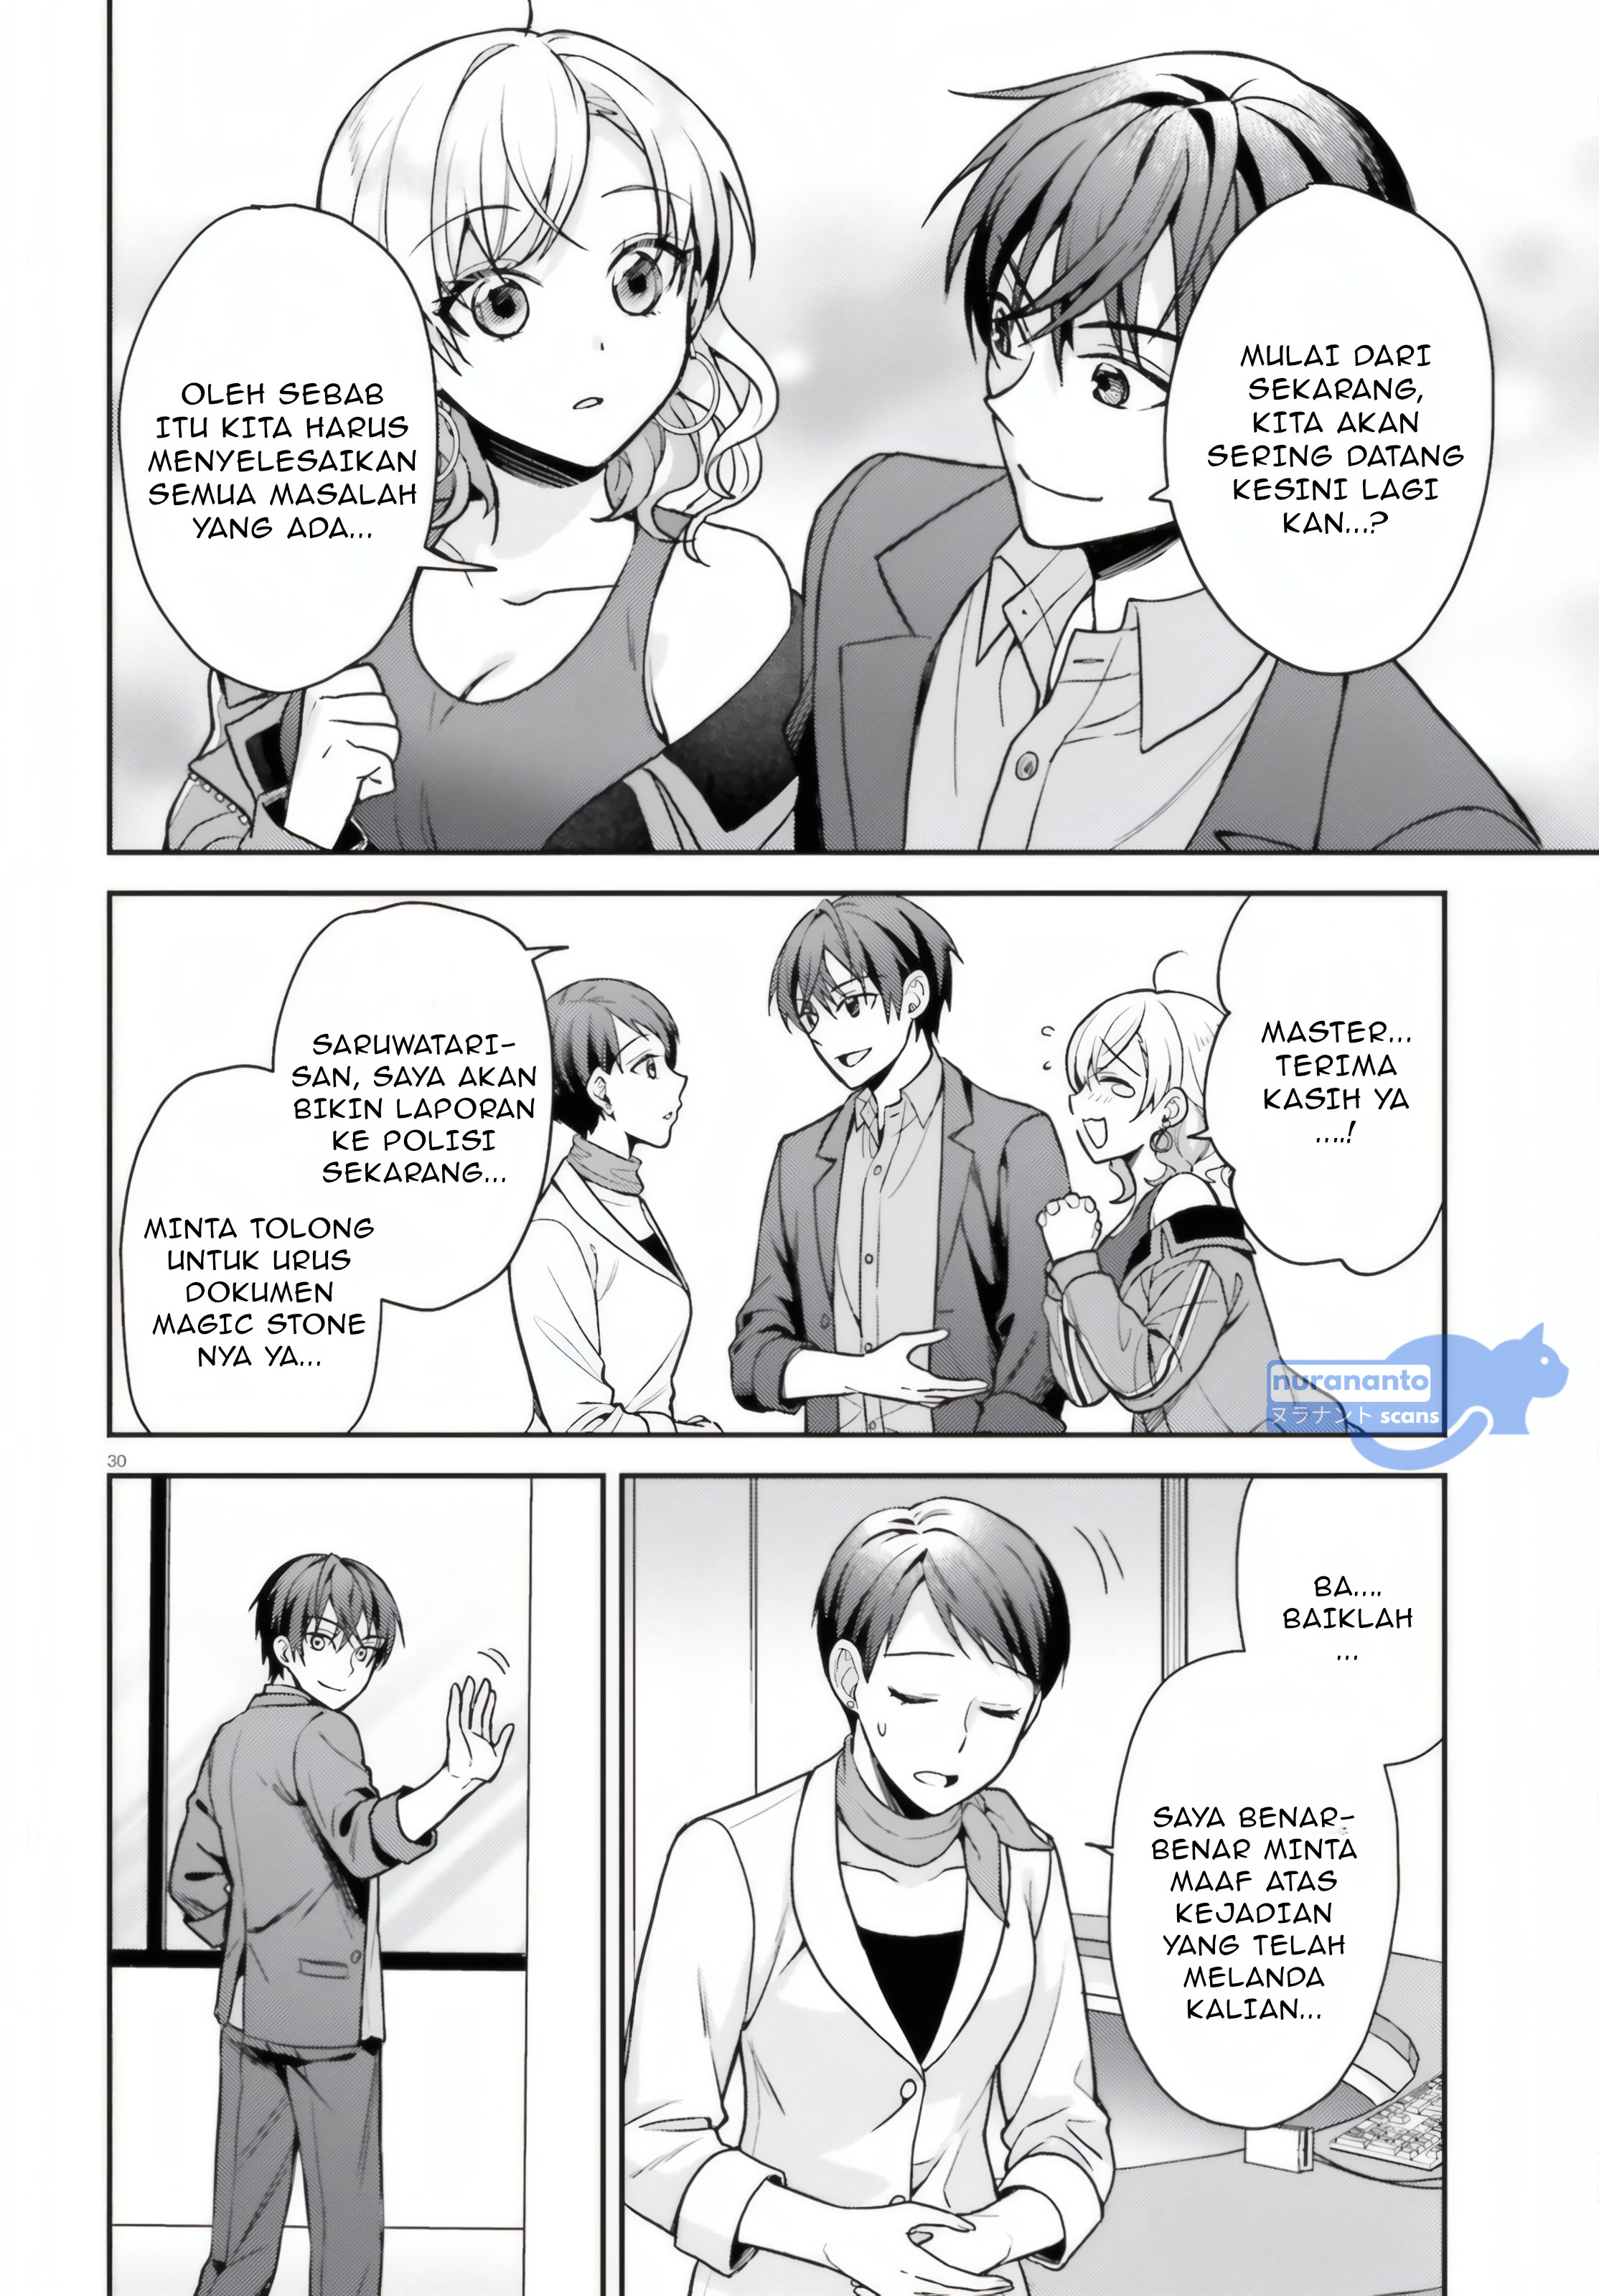 MULAI DARI
SEKARANG,
KITA AKAN
SERING DATANG
KESINI LAGI
KAN...?
OLEH SEBAB
ITU KITA HARUS
MENYELESAIKAN
SEMUA MASALAH
YANG ADA...
MASTER...
TERIMA
KASIH YA
....!
SARUWATARI-
SAN, SAYA AKAN
BIKIN LAPORAN
KE POLISI
SEKARANG...
MINTA TOLONG
UNTUK URUS
DOKUMEN
MAGIC STONE
NYA YA...
nurananto
ヌラナント scans
30
BA....
BAIKLAH
...
SAYA BENAR-
BENAR MINTA
MAAF ATAS
KEJADIAN
YANG TELAH
MELANDA
KALIAN...